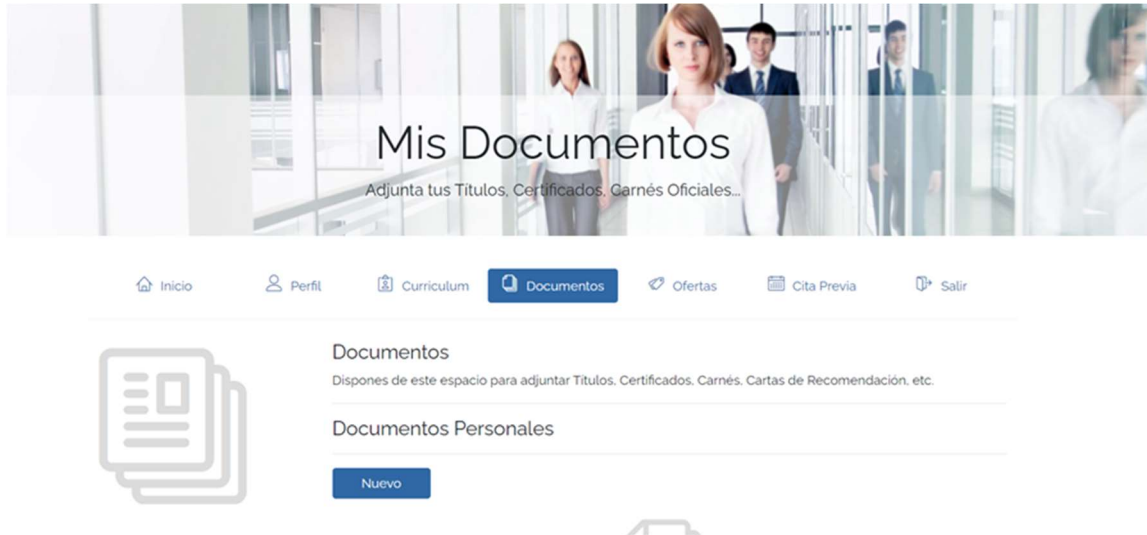 Mis Documentos
Adjunta tus Títulos, Certificados, Carnés Oficiales...
Inicio
Perfil
Curriculum
Documentos
Ofertas
Cita Previa
Salir
Documentos
Dispones de este espacio para adjuntar Títulos, Certificados, Carnés, Cartas de Recomendación, etc.
Documentos Personales
Nuevo